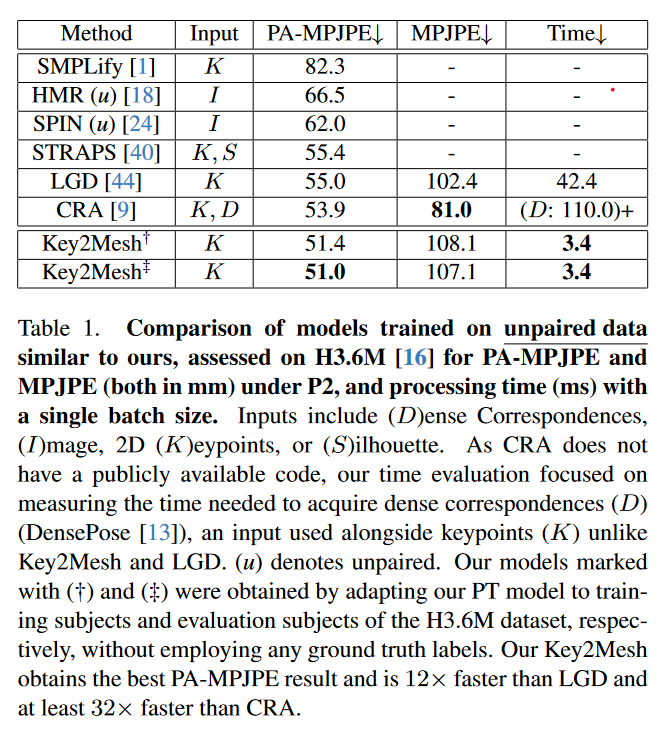 Method Input PA-MPJPE↓ MPJPE↓ Time↓
SMPLify [1] K 82.3 - -
HMR (u) [18] I 66.5 - -
SPIN (u) [24] I 62.0 - -
STRAPS [40] K, S 55.4 - -
LGD [44] K 55.0 102.4 42.4
CRA [9] K, D 53.9 81.0 (D: 110.0)+
Key2Mesh† K 51.4 108.1 3.4
Key2Mesh‡ K 51.0 107.1 3.4
Table 1. Comparison of models trained on unpaired data
similar to ours, assessed on H3.6M [16] for PA-MPJPE and
MPJPE (both in mm) under P2, and processing time (ms) with
a single batch size. Inputs include (D)ense Correspondences,
(I)mage, 2D (K)eypoints, or (S)ilhouette. As CRA does not
have a publicly available code, our time evaluation focused on
measuring the time needed to acquire dense correspondences (D)
(DensePose [13]), an input used alongside keypoints (K) unlike
Key2Mesh and LGD. (u) denotes unpaired. Our models marked
with (†) and (‡) were obtained by adapting our PT model to train-
ing subjects and evaluation subjects of the H3.6M dataset, respec-
tively, without employing any ground truth labels. Our Key2Mesh
obtains the best PA-MPJPE result and is 12× faster than LGD and
at least 32× faster than CRA.